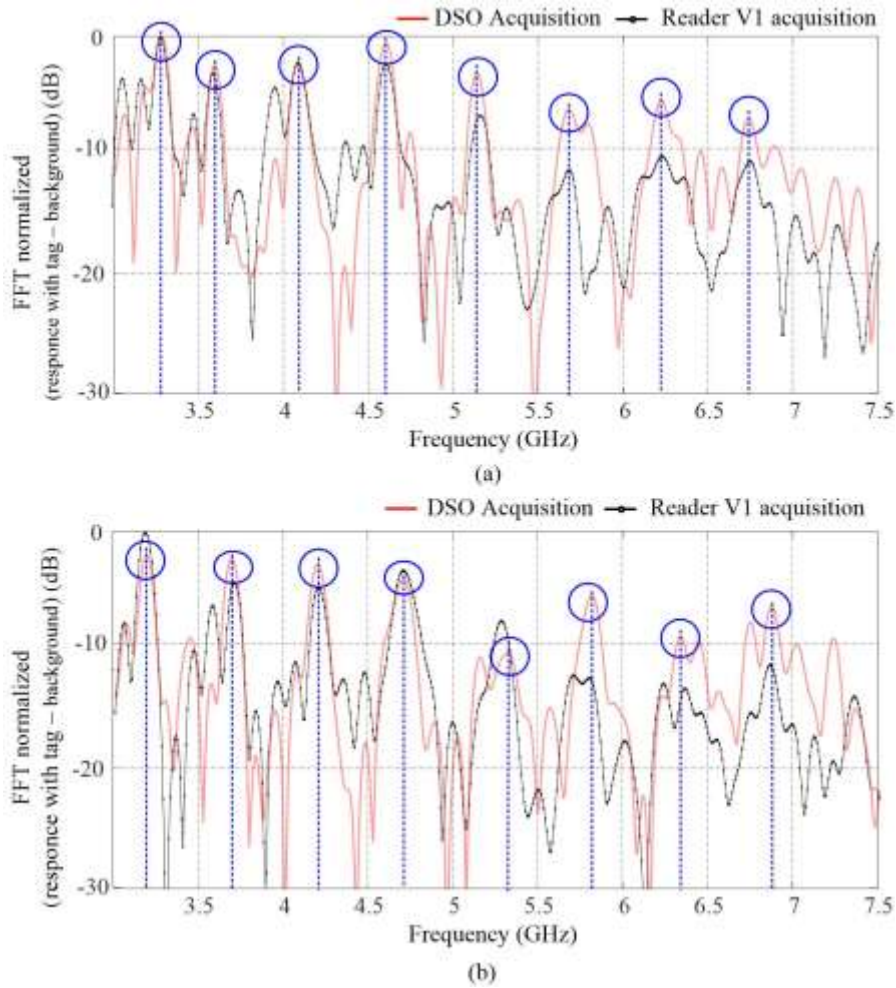 DSO Acquisition Reader V1 acquisition
0
-10
-20
-30
FFT normalized
(responce with tag – background) (dB)
3.5 4 4.5 5 5.5 6 6.5 7 7.5
Frequency (GHz)
(a)
DSO Acquisition Reader V1 acquisition
0
-10
-20
-30
FFT normalized
(responce with tag – background) (dB)
3.5 4 4.5 5 5.5 6 6.5 7 7.5
Frequency (GHz)
(b)